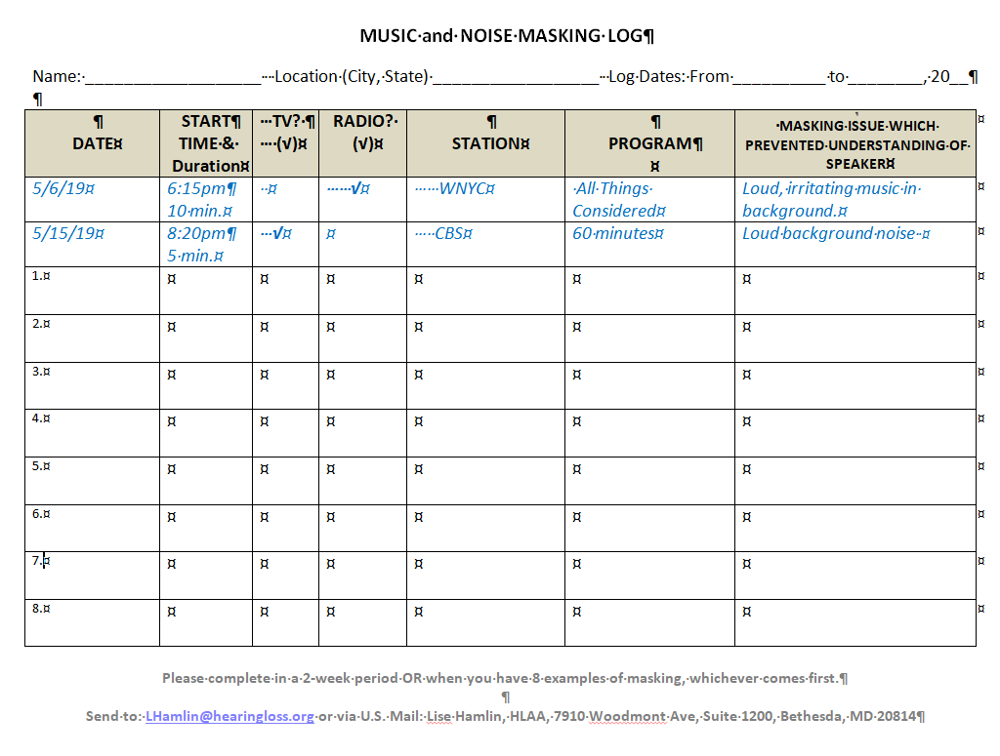 MUSIC and NOISE MASKING LOG¶
Name: __________________ Location (City, State) _________________ Log Dates: From _________ to _______, 20__¶
¶
¶ START¶ TV? ¶ RADIO? ¶ ¶ MASKING ISSUE WHICH
DATE¤ TIME & (√)¤ (√)¤ STATION¤ PROGRAM¶ PREVENTED UNDERSTANDING OF
Duration¤ ¤ SPEAKER¤ ¤
5/6/19¤ 6:15pm¶ ¤ √¤ WNYC¤ All Things Loud, irritating music in ¤
10 min.¤ Considered¤ background.¤
5/15/19¤ 8:20pm¶ √¤ ¤ CBS¤ 60 minutes¤ Loud background noise ¤ ¤
5 min.¤
1.¤ ¤ ¤ ¤ ¤ ¤ ¤ ¤
2.¤ ¤ ¤ ¤ ¤ ¤ ¤ ¤
3.¤ ¤ ¤ ¤ ¤ ¤ ¤ ¤
4.¤ ¤ ¤ ¤ ¤ ¤ ¤ ¤
5.¤ ¤ ¤ ¤ ¤ ¤ ¤ ¤
6.¤ ¤ ¤ ¤ ¤ ¤ ¤ ¤
7.¤ ¤ ¤ ¤ ¤ ¤ ¤ ¤
8.¤ ¤ ¤ ¤ ¤ ¤ ¤ ¤
Please complete in a 2-week period OR when you have 8 examples of masking, whichever comes first.¶
¶
Send to: LHamlin@hearingloss.org or via U.S. Mail: Lise Hamlin, HLAA, 7910 Woodmont Ave, Suite 1200, Bethesda, MD 20814¶